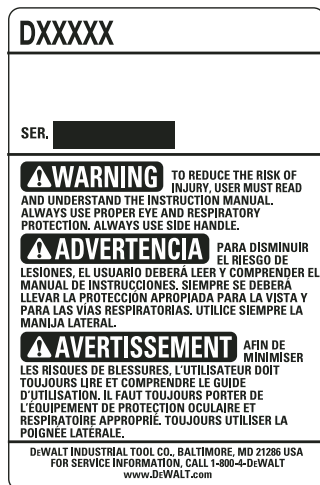 DXXXXX
SER.
WARNING TO REDUCE THE RISK OF
INJURY, USER MUST READ
AND UNDERSTAND THE INSTRUCTION MANUAL.
ALWAYS USE PROPER EYE AND RESPIRATORY
PROTECTION. ALWAYS USE SIDE HANDLE.
ADVERTENCIA PARA DISMINUIR
EL RIESGO DE
LESIONES, EL USUARIO DEBERÁ LEER Y COMPRENDER EL
MANUAL DE INSTRUCCIONES. SIEMPRE SE DEBERÁ
LLEVAR LA PROTECCIÓN APROPIADA PARA LA VISTA Y
PARA LAS VÍAS RESPIRATORIAS. UTILICE SIEMPRE LA
MANIJA LATERAL.
AVERTISSEMENT AFIN DE
MINIMISER
LES RISQUES DE BLESSURES, L'UTILISATEUR DOIT
TOUJOURS LIRE ET COMPRENDRE LE GUIDE
D'UTILISATION. IL FAUT TOUJOURS PORTER DE
L'ÉQUIPEMENT DE PROTECTION OCULAIRE ET
RESPIRATOIRE APPROPRIÉ. TOUJOURS UTILISER LA
POIGNÉE LATÉRALE.
DEWALT INDUSTRIAL TOOL CO., BALTIMORE, MD 21286 USA
FOR SERVICE INFORMATION, CALL 1-800-4-DEWALT
www.DEWALT.com